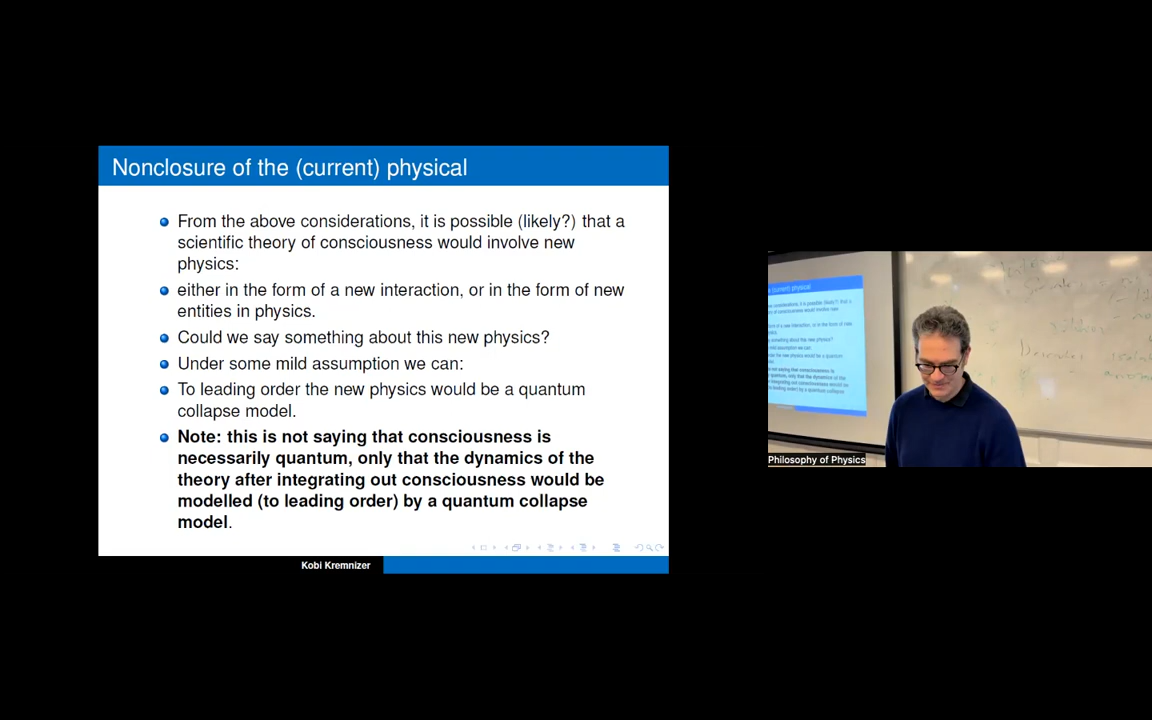 Nonclosure of the (current) physical
From the above considerations, it is possible (likely?) that a
scientific theory of consciousness would involve new
physics:
either in the form of a new interaction, or in the form of new
entities in physics.
Could we say something about this new physics?
Under some mild assumption we can:
To leading order the new physics would be a quantum
collapse model.
Note: this is not saying that consciousness is
necessarily quantum, only that the dynamics of the
theory after integrating out consciousness would be
modelled (to leading order) by a quantum collapse
model.
Kobi Kremnizer
Philosophy of Physics